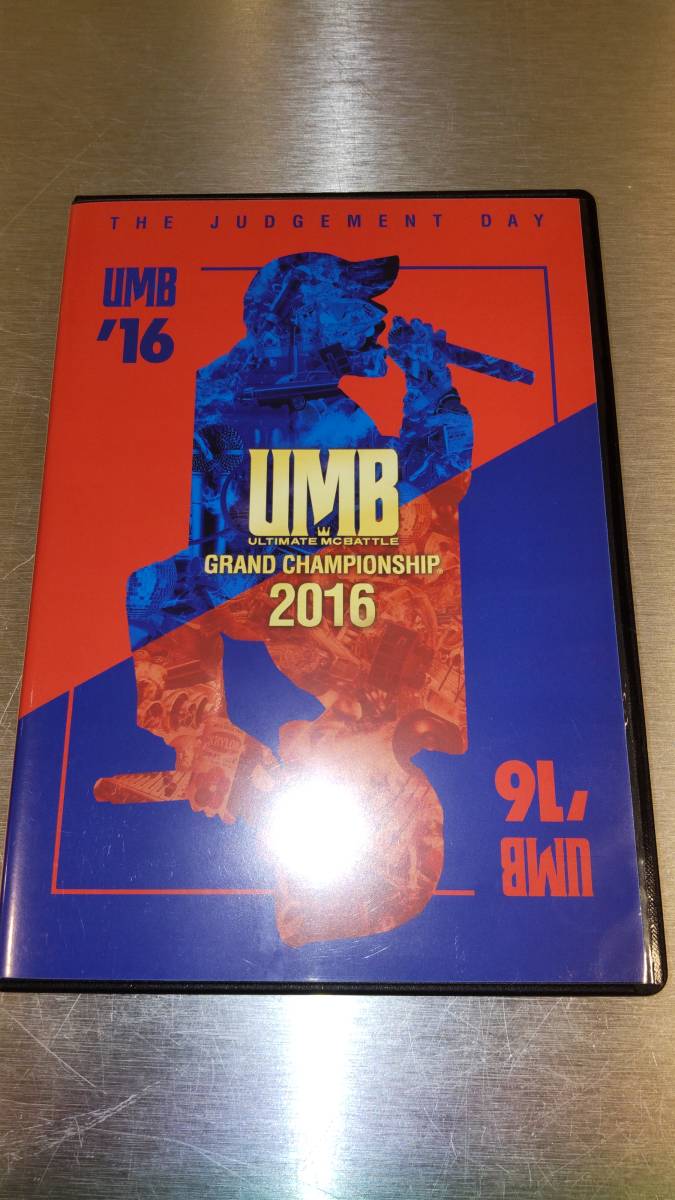 THE JUDGEMENT DAY
UMB
'16
UMB
ULTIMATE MCBATTLE
GRAND CHAMPIONSHIP
2016
'16
UMB